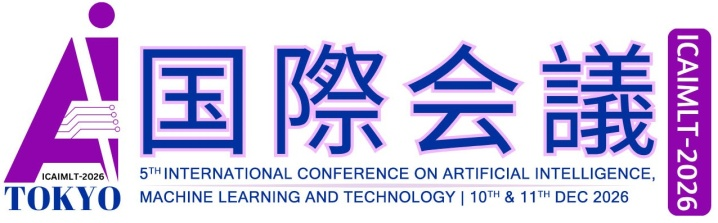 Ai
ICAIMLT-2026
TOKYO
国際会議
5TH INTERNATIONAL CONFERENCE ON ARTIFICIAL INTELLIGENCE,
MACHINE LEARNING AND TECHNOLOGY | 10TH & 11TH DEC 2026
ICAIMLT-2026